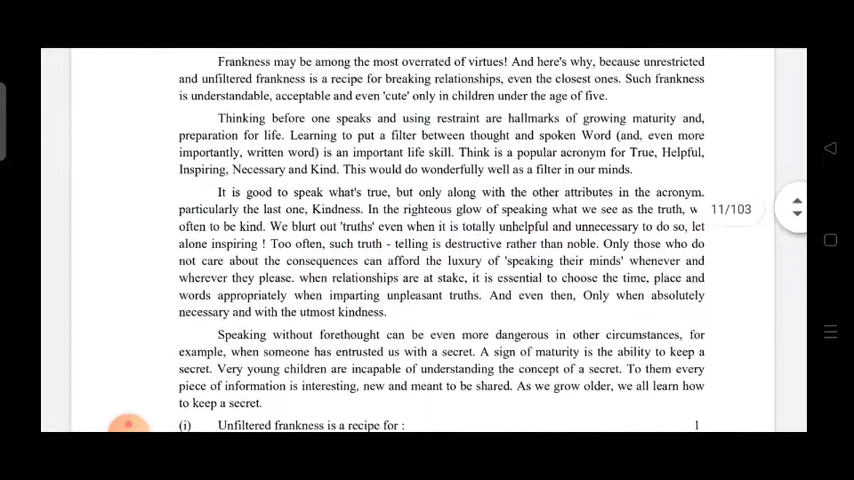 Frankness may be among the most overrated of virtues! And here's why, because unrestricted
and unfiltered frankness is a recipe for breaking relationships, even the closest ones. Such frankness
is understandable, acceptable and even 'cute' only in children under the age of five.
Thinking before one speaks and using restraint are hallmarks of growing maturity and,
preparation for life. Learning to put a filter between thought and spoken Word (and, even more
importantly, written word) is an important life skill. Think is a popular acronym for True, Helpful,
Inspiring, Necessary and Kind. This would do wonderfully well as a filter in our minds.
It is good to speak what's true, but only along with the other attributes in the acronym.
particularly the last one, Kindness. In the righteous glow of speaking what we see as the truth, w
11/103
often to be kind. We blurt out 'truths' even when it is totally unhelpful and unnecessary to do so, let
alone inspiring ! Too often, such truth - telling is destructive rather than noble. Only those who do
not care about the consequences can afford the luxury of 'speaking their minds' whenever and
wherever they please. when relationships are at stake, it is essential to choose the time, place and
words appropriately when imparting unpleasant truths. And even then, Only when absolutely
necessary and with the utmost kindness.
Speaking without forethought can be even more dangerous in other circumstances, for
example, when someone has entrusted us with a secret. A sign of maturity is the ability to keep a
secret. Very young children are incapable of understanding the concept of a secret. To them every
piece of information is interesting, new and meant to be shared. As we grow older, we all learn how
to keep a secret.
(i) Unfiltered frankness is a recipe for : 1